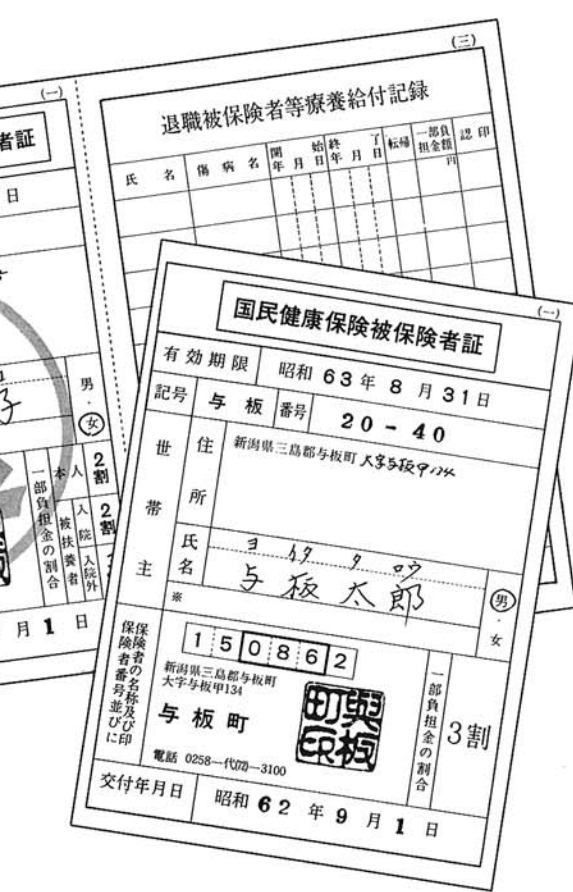 (一)
者証
日
男
・
女
本人
2割
一部負担金の割合
被扶養者
入院
2割
入院外
月 1 日
(三)
退職被保険者等療養給付記録
氏 名
傷 病 名
開 始
年 月 日
終 了
年 月 日
転帰
一部負
担金額
円
認 印
(一)
国民健康保険被保険者証
有効期限
昭和 63 年 8 月 31日
記号
与 板
番号
20 - 40
世帯主
住所
新潟県三島郡与板町 大字与板甲134
氏名
ヨ イタ タ ロウ
与 板 太 郎
※
男
・
女
保険者の名称及び
保険者番号並びに
印
150862
新潟県三島郡与板町
大字与板甲134
与 板 町
電話 0258―代(72)―3100
與板
町印
一部負担金の割合
3割
交付年月日
昭和 62 年 9 月 1 日